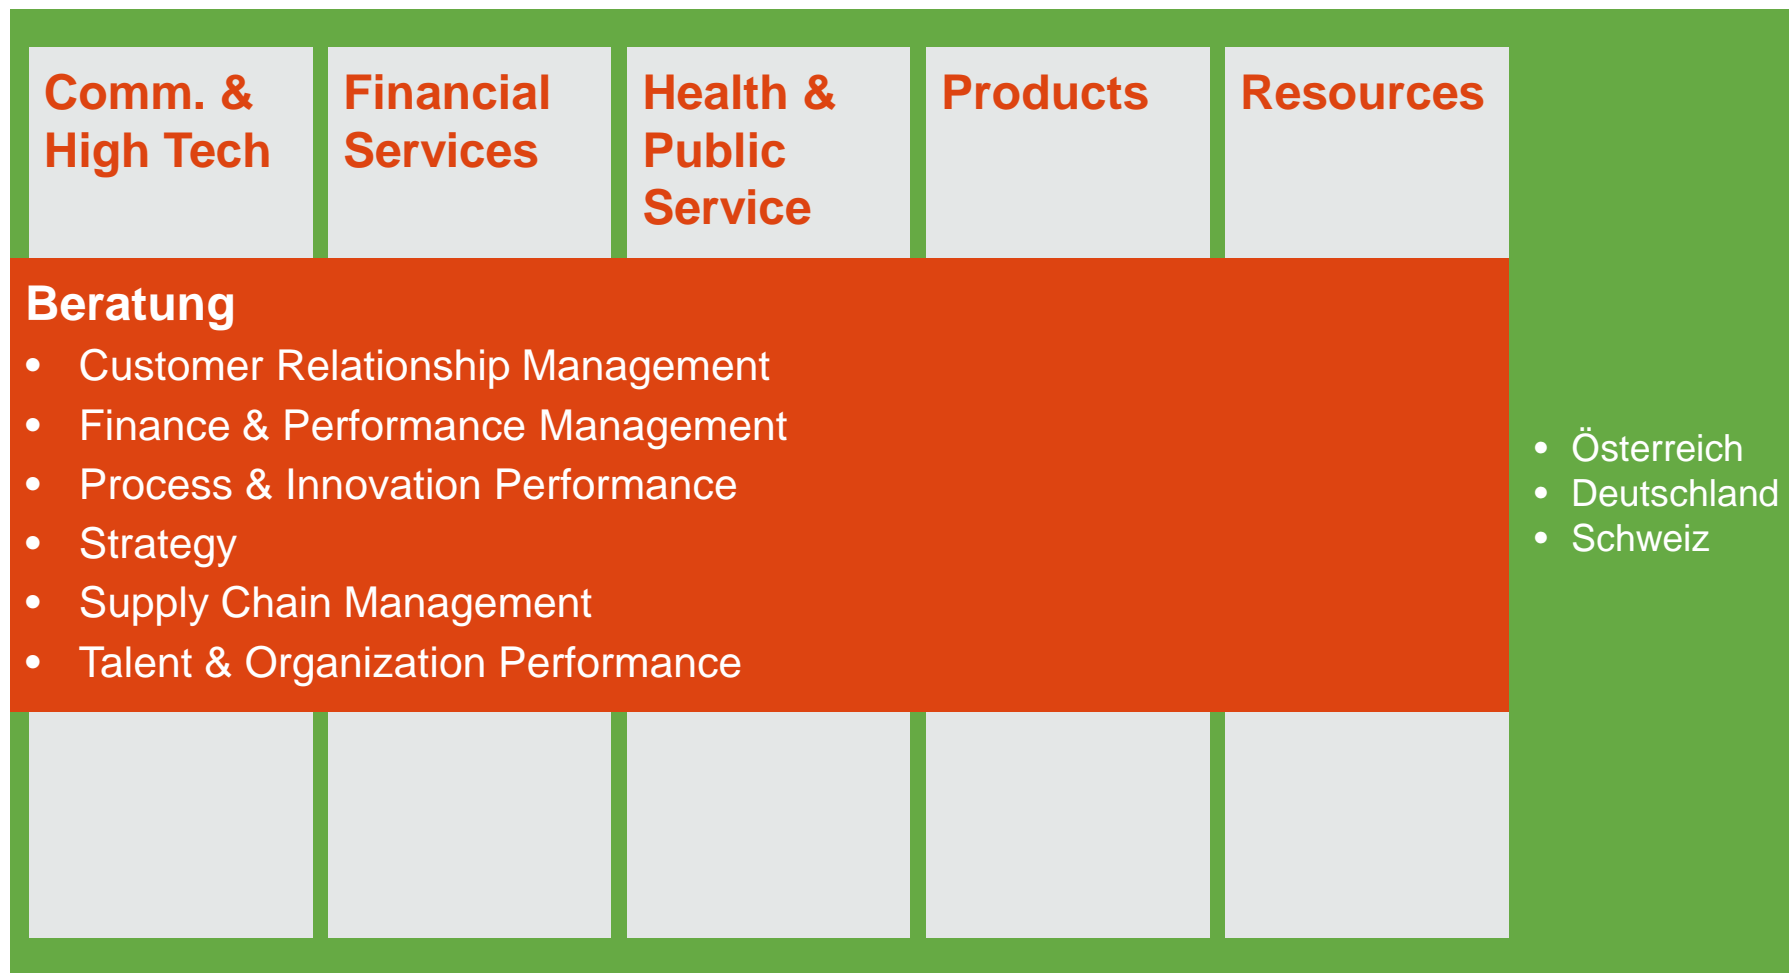 Comm. &
High Tech
Financial
Services
Health &
Public
Service
Products
Resources
Beratung
• Customer Relationship Management
• Finance & Performance Management
• Process & Innovation Performance
• Strategy
• Supply Chain Management
• Talent & Organization Performance
• Österreich
• Deutschland
• Schweiz